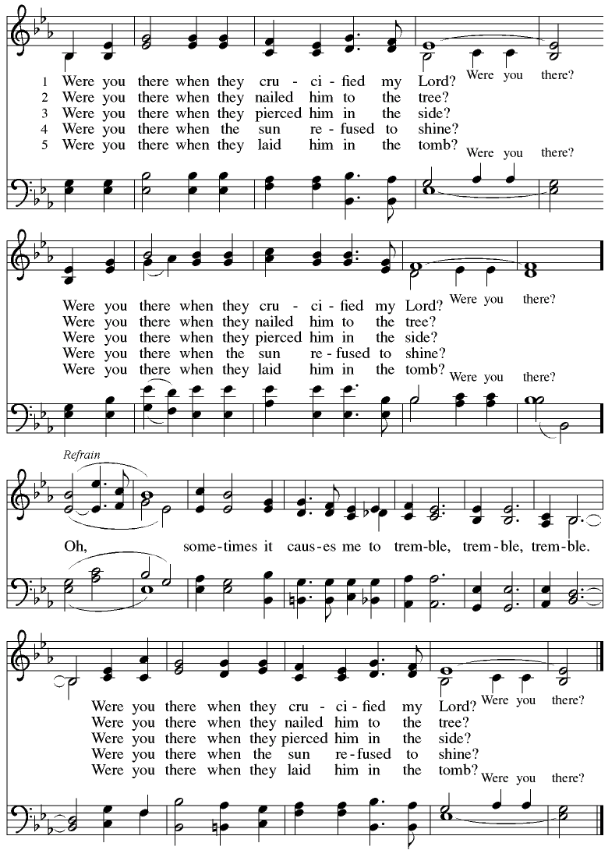 Were you there?
1 Were you there when they cru - ci - fied my Lord?
2 Were you there when they nailed him to the tree?
3 Were you there when they pierced him in the side?
4 Were you there when the sun re - fused to shine?
5 Were you there when they laid him in the tomb?
Were you there?
Were you there?
Were you there when they cru - ci - fied my Lord?
Were you there when they nailed him to the tree?
Were you there when they pierced him in the side?
Were you there when the sun re - fused to shine?
Were you there when they laid him in the tomb?
Were you there?
Refrain
Oh, some-times it caus-es me to trem-ble, trem-ble, trem-ble.
Were you there?
Were you there when they cru - ci - fied my Lord?
Were you there when they nailed him to the tree?
Were you there when they pierced him in the side?
Were you there when the sun re-fused to shine?
Were you there when they laid him in the tomb?
Were you there?